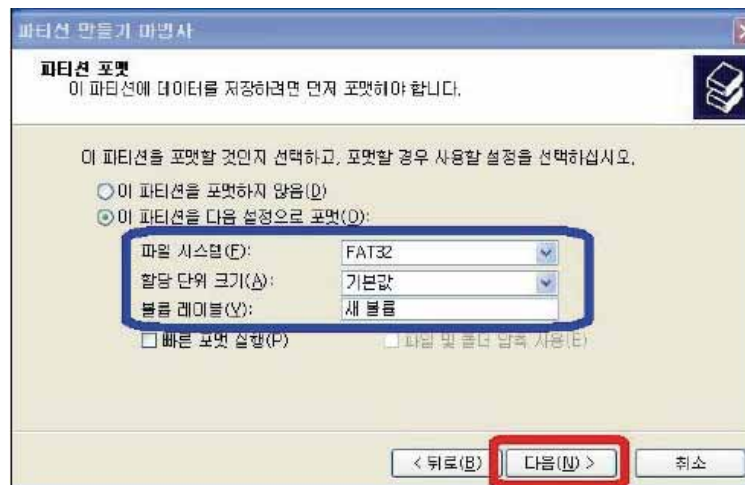 파티션 만들기 마법사
파티션 포맷
이 파티션에 데이터를 저장하려면 먼저 포맷해야 합니다.
이 파티션을 포맷할 것인지 선택하고, 포맷할 경우 사용할 설정을 선택하십시오.
이 파티션을 포맷하지 않음(D)
이 파티션을 다음 설정으로 포맷(O):
파일 시스템(F): FAT32
할당 단위 크기(A): 기본값
볼륨 레이블(V): 새 볼륨
빠른 포맷 실행(P) 파일 및 폴더 압축 사용(E)
< 뒤로(B) 다음(N) > 취소